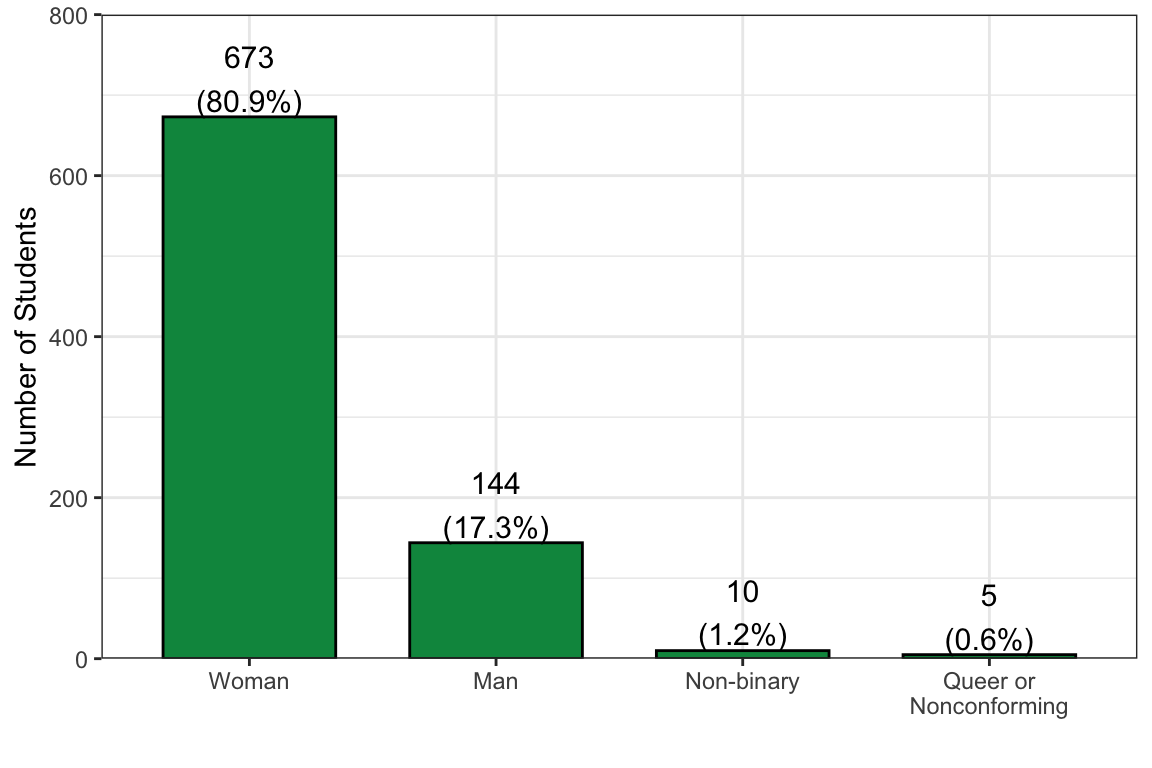 800
673
(80.9%)
600
Number of Students
400
200
144
(17.3%)
10
(1.2%)
5
(0.6%)
0
Woman
Man
Non-binary
Queer or
Nonconforming